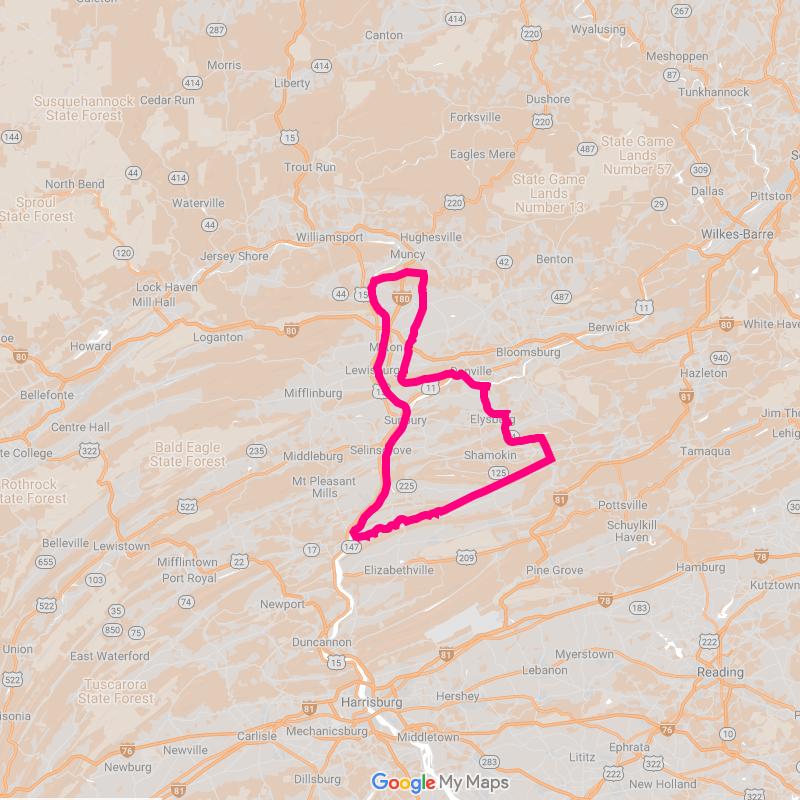 Galeton
287
267
220
414
Canton
Wyalusing
Morris
414
Meshoppen
87
Liberty
Susquehannock
State Forest
Cedar Run
414
Tunkhannock
Dushore
Forksville
220
15
144
Eagles Mere
487
State Game
Lands
Number 57
Trout Run
44
414
309
North Bend
State Game
Lands
Number 13
Dallas
Pittston
Sproul
State Forest
Waterville
220
29
44
Williamsport
Hughesville
Wilkes-Barre
120
Jersey Shore
Muncy
42
Benton
Lock Haven
Mill Hall
44
15
180
487
11
Loganton
80
Berwick
80
White Haven
Howard
Bloomsburg
80
940
Lewisburg
Danville
Hazleton
Bellefonte
Mifflinburg
11
81
Centre Hall
Sunbury
Elysburg
322
Bald Eagle
State Forest
235
Middleburg
Selinsgrove
Shamokin
Tamaqua
125
Rothrock
State Forest
Mt Pleasant
Mills
225
81
522
Pottsville
Schuylkill
Haven
Belleville
Lewistown
17
147
655
Mifflintown
22
209
81
78
Port Royal
Elizabethville
Pine Grove
Hamburg
103
Kutztown
522
35
74
Newport
78
183
850
75
Duncannon
222
Union
East Waterford
81
15
Myerstown
522
Lebanon
Reading
Tuscarora
State Forest
Hershey
Harrisburg
81
76
Carlisle
Mechanicsburg
10
76
Newville
Middletown
Ephrata
Newburg
283
Lititz
322
81
Dillsburg
222
New Holland
Google My Maps